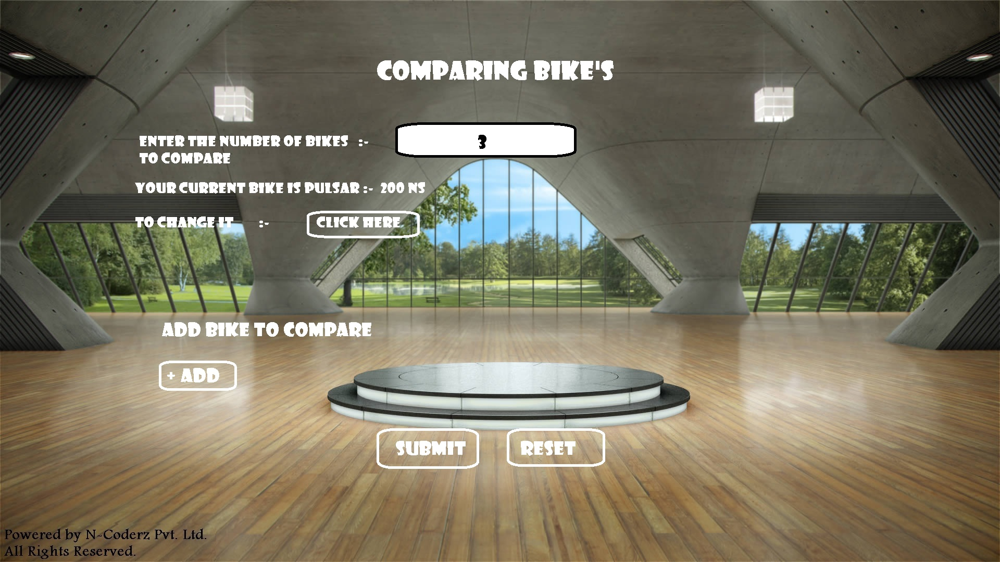 COMPARING BIKE'S
ENTER THE NUMBER OF BIKES :- 3
TO COMPARE
YOUR CURRENT BIKE IS PULSAR :- 200 NS
TO CHANGE IT :- CLICK HERE
ADD BIKE TO COMPARE
+ ADD
SUBMIT RESET
Powered by N~Coderz Pvt. Ltd.
All Rights Reserved.